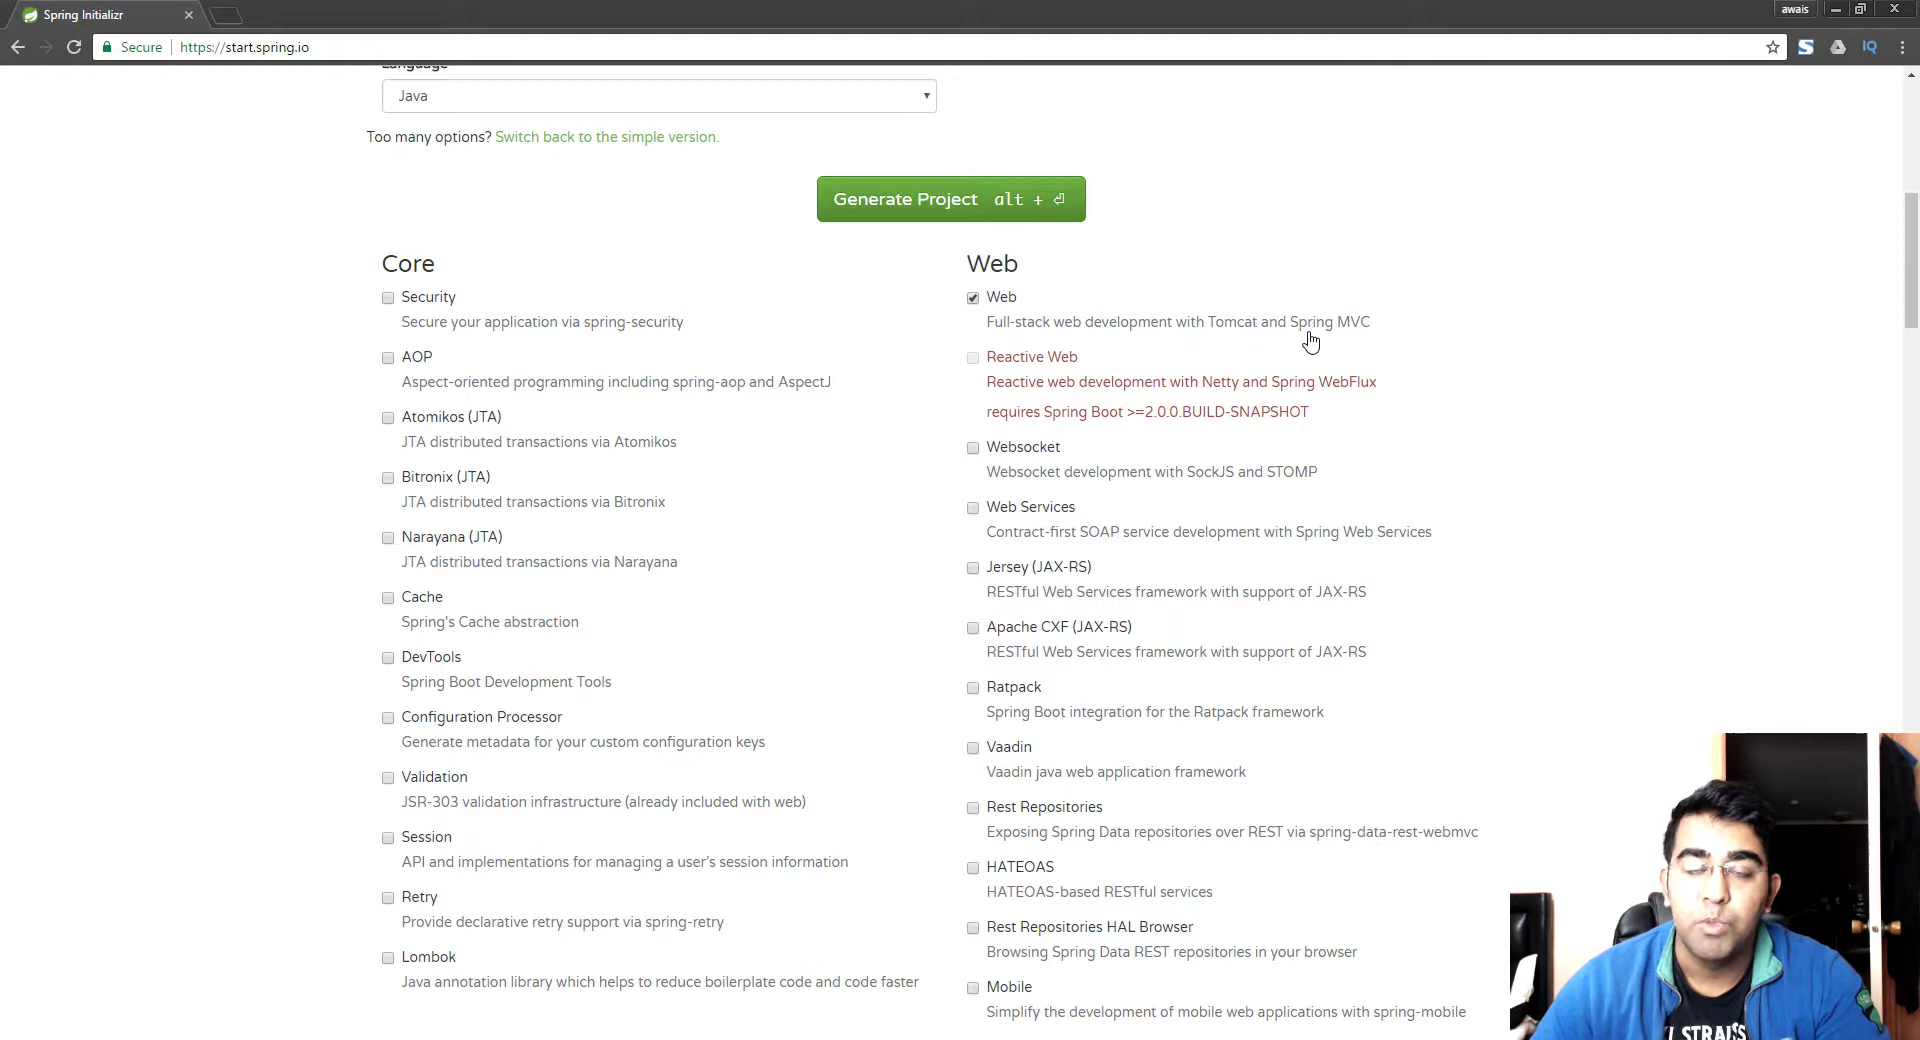 Spring Initializr
awais
Secure
https://start.spring.io
IQ
Language
Java
Too many options? Switch back to the simple version.
Generate Project alt + ⏎
Core
Security
Secure your application via spring-security
AOP
Aspect-oriented programming including spring-aop and AspectJ
Atomikos (JTA)
JTA distributed transactions via Atomikos
Bitronix (JTA)
JTA distributed transactions via Bitronix
Narayana (JTA)
JTA distributed transactions via Narayana
Cache
Spring's Cache abstraction
DevTools
Spring Boot Development Tools
Configuration Processor
Generate metadata for your custom configuration keys
Validation
JSR-303 validation infrastructure (already included with web)
Session
API and implementations for managing a user's session information
Retry
Provide declarative retry support via spring-retry
Lombok
Java annotation library which helps to reduce boilerplate code and code faster
Web
Web
Full-stack web development with Tomcat and Spring MVC
Reactive Web
Reactive web development with Netty and Spring WebFlux
requires Spring Boot >=2.0.0.BUILD-SNAPSHOT
Websocket
Websocket development with SockJS and STOMP
Web Services
Contract-first SOAP service development with Spring Web Services
Jersey (JAX-RS)
RESTful Web Services framework with support of JAX-RS
Apache CXF (JAX-RS)
RESTful Web Services framework with support of JAX-RS
Ratpack
Spring Boot integration for the Ratpack framework
Vaadin
Vaadin java web application framework
Rest Repositories
Exposing Spring Data repositories over REST via spring-data-rest-webmvc
HATEOAS
HATEOAS-based RESTful services
Rest Repositories HAL Browser
Browsing Spring Data REST repositories in your browser
Mobile
Simplify the development of mobile web applications with spring-mobile